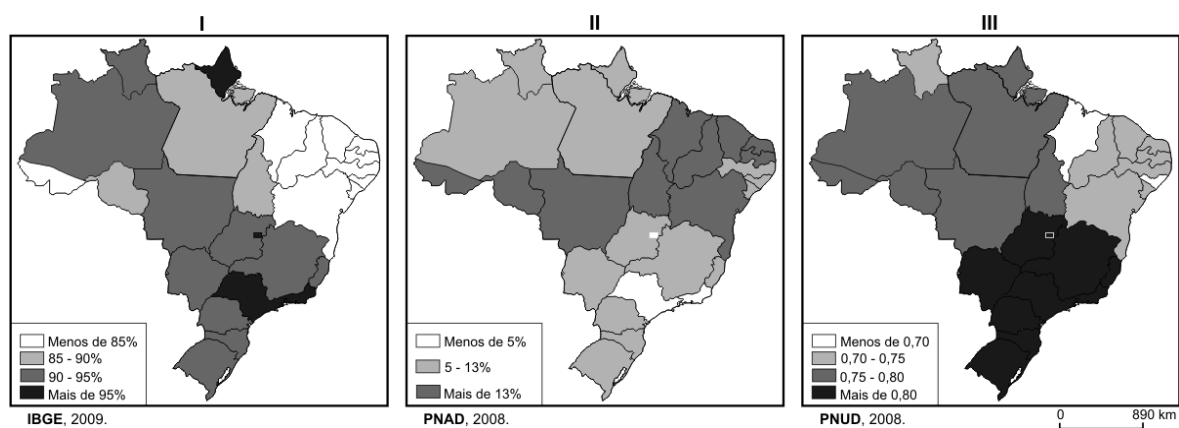 I
Menos de 85%
85 - 90%
90 - 95%
Mais de 95%
IBGE, 2009.
II
Menos de 5%
5 - 13%
Mais de 13%
PNAD, 2008.
III
Menos de 0,70
0,70 - 0,75
0,75 - 0,80
Mais de 0,80
PNUD, 2008.
0 890 km